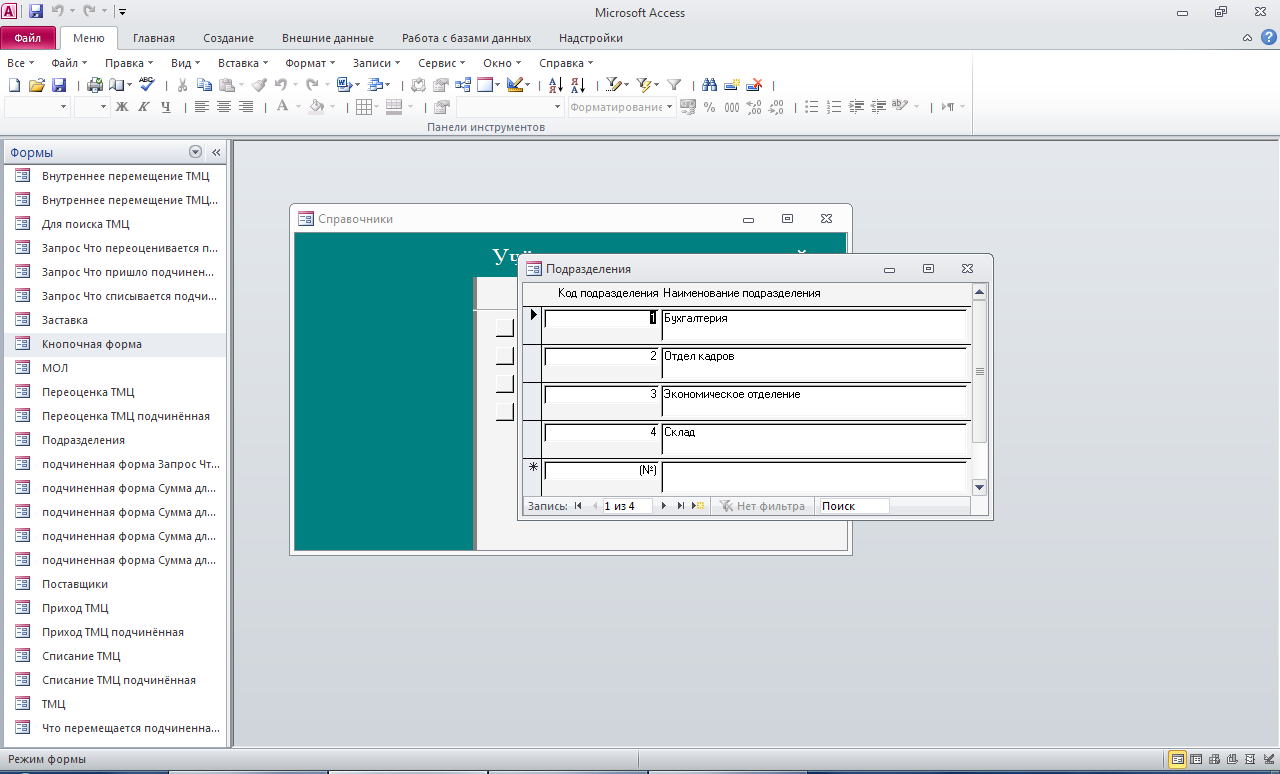 Microsoft Access
Файл Меню Главная Создание Внешние данные Работа с базами данных Надстройки
Все Файл Правка Вид Вставка Формат Записи Сервис Окно Справка
Ж К Ч Форматирование % 000
Панели инструментов
Формы
Внутреннее перемещение ТМЦ
Внутреннее перемещение ТМЦ...
Для поиска ТМЦ
Запрос Что переоценивается п...
Запрос Что пришло подчинен...
Запрос Что списывается подчи...
Заставка
Кнопочная форма
МОЛ
Переоценка ТМЦ
Переоценка ТМЦ подчинённая
Подразделения
подчиненная форма Запрос Чт...
подчиненная форма Сумма дл...
подчиненная форма Сумма дл...
подчиненная форма Сумма дл...
подчиненная форма Сумма дл...
Поставщики
Приход ТМЦ
Приход ТМЦ подчинённая
Списание ТМЦ
Списание ТМЦ подчинённая
ТМЦ
Что перемещается подчиненна...
Справочники
Подразделения
Код подразделения Наименование подразделения
1 Бухгалтерия
2 Отдел кадров
3 Экономическое отделение
4 Склад
(№)
Запись: 1 из 4 Нет фильтра Поиск
Режим формы